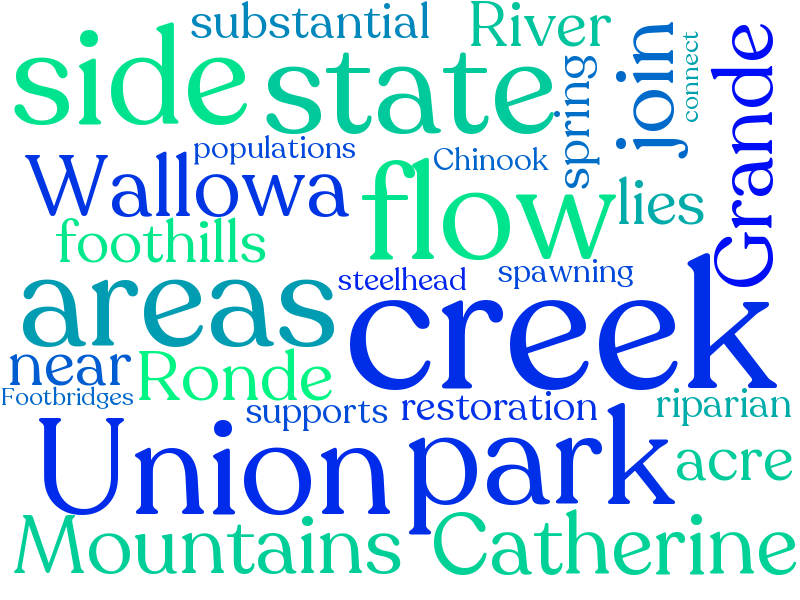 substantial
River
side
state
spring
join
connect
Grande
populations
Chinook
Wallowa
flow
lies
foothills
areas
steelhead
spawning
creek
near
Ronde
Footbridges
supports
restoration
riparian
Union
park
acre
Mountains
Catherine